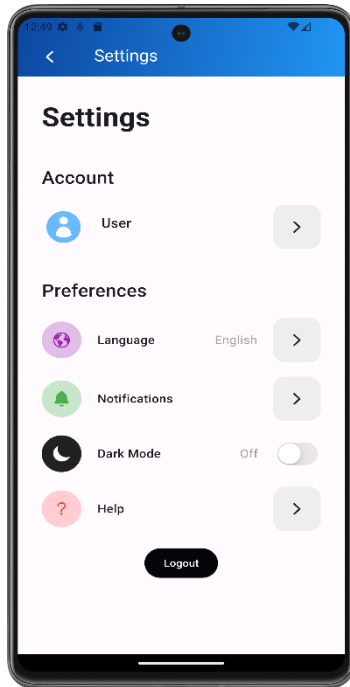 12:49
Settings
Settings
Account
User
Preferences
Language English
Notifications
Dark Mode Off
? Help
Logout